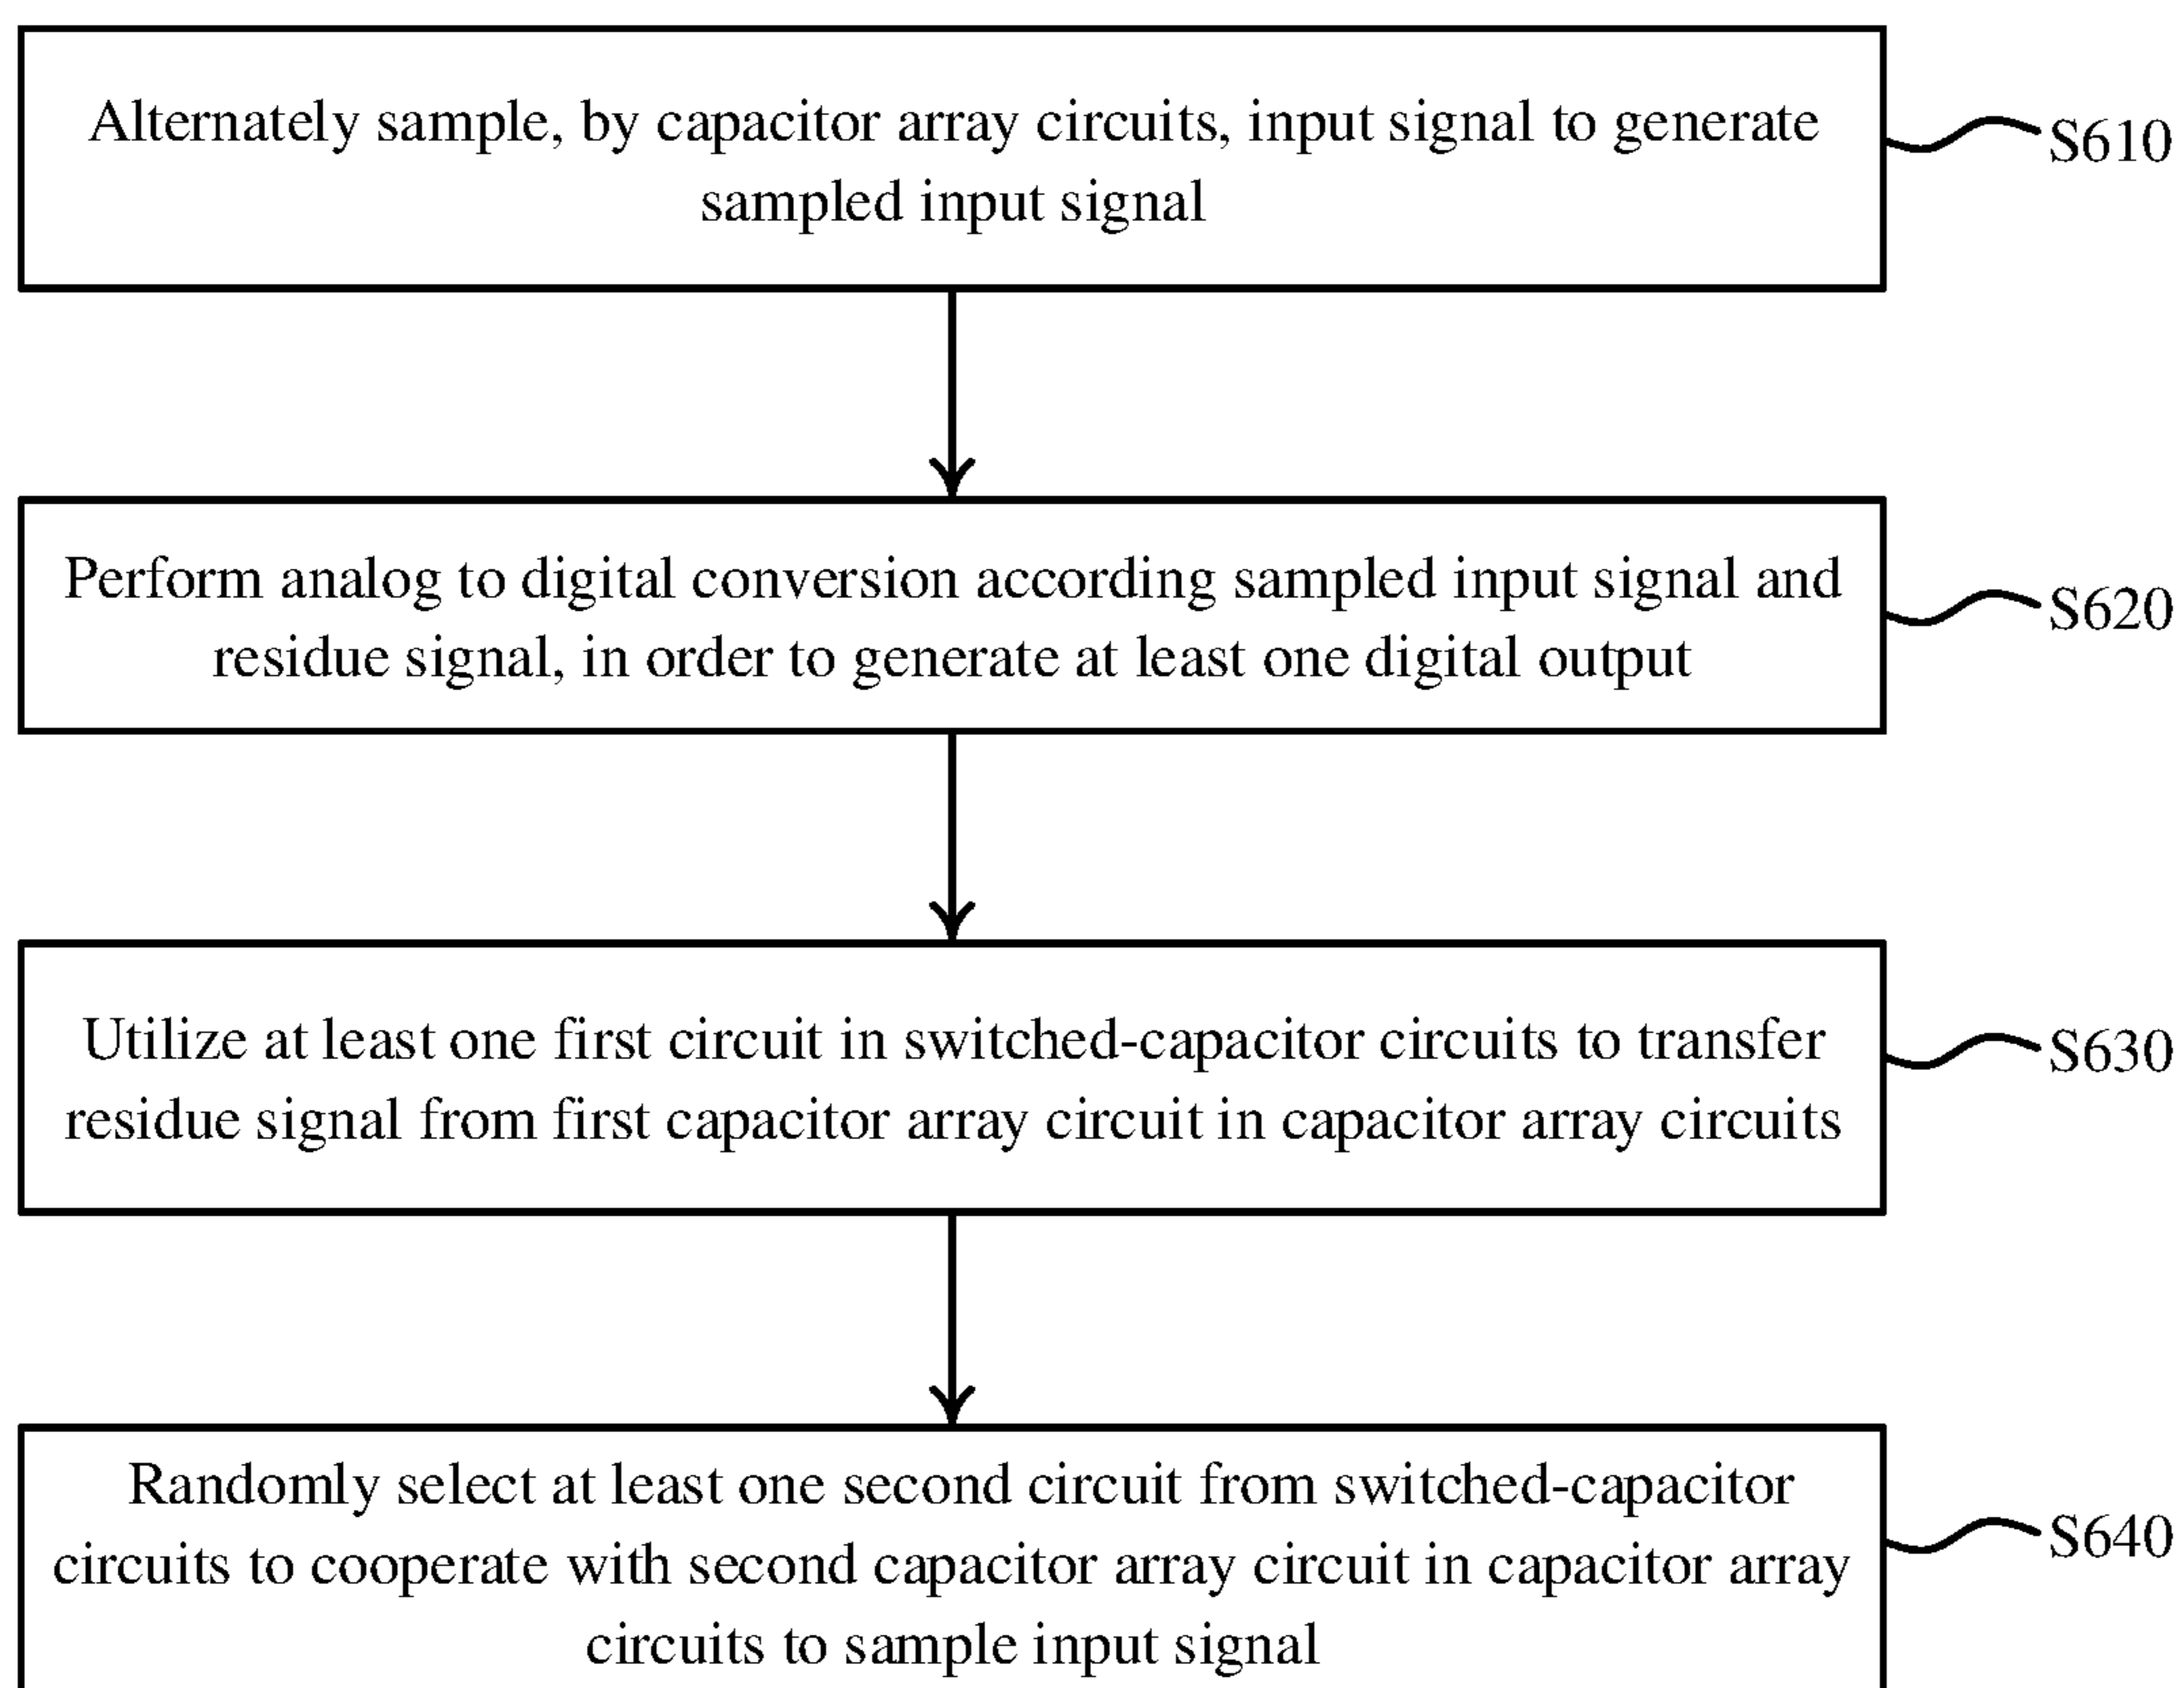 Alternately sample, by capacitor array circuits, input signal to generate
sampled input signal
S610
Perform analog to digital conversion according sampled input signal and
residue signal, in order to generate at least one digital output
S620
Utilize at least one first circuit in switched-capacitor circuits to transfer
residue signal from first capacitor array circuit in capacitor array circuits
S630
Randomly select at least one second circuit from switched-capacitor
circuits to cooperate with second capacitor array circuit in capacitor array
circuits to sample input signal
S640